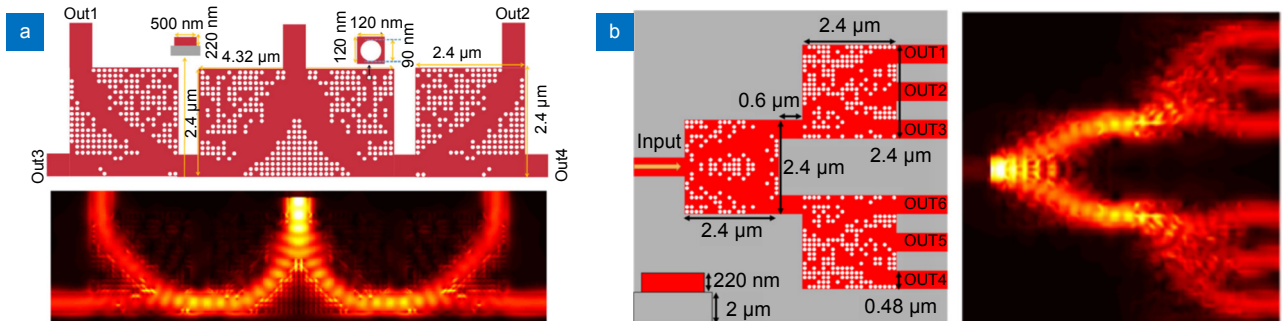 a
Out1
500 nm
220 nm
4.32 μm
120 nm
120 nm
90 nm
Out2
2.4 μm
2.4 μm
2.4 μm
Out3
Out4
b
2.4 μm
OUT1
OUT2
OUT3
0.6 μm
2.4 μm
Input
2.4 μm
2.4 μm
OUT6
OUT5
OUT4
220 nm
2 μm
0.48 μm